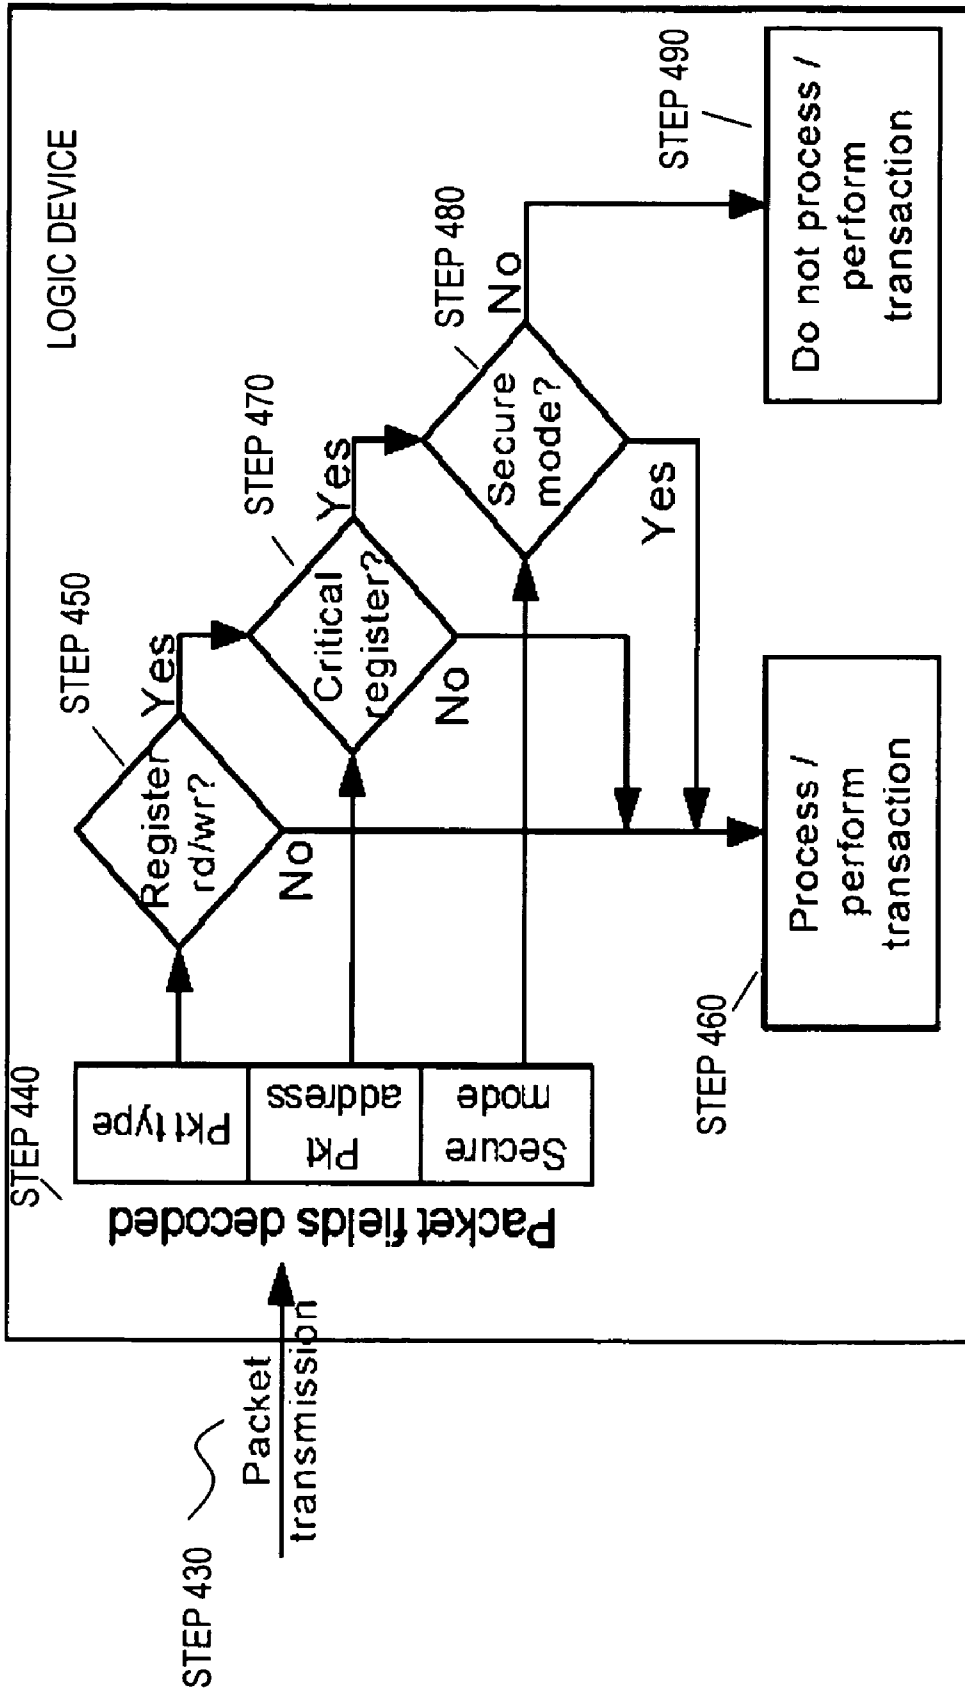 LOGIC DEVICE
STEP 430
Packet
transmission
STEP 440
Packet fields decoded
Pkt type
Pkt
address
Secure
mode
STEP 450
Register
rd/wr?
Yes
No
STEP 470
Critical
register?
Yes
No
STEP 480
Secure
mode?
No
Yes
STEP 460
Process /
perform
transaction
STEP 490
Do not process /
perform
transaction